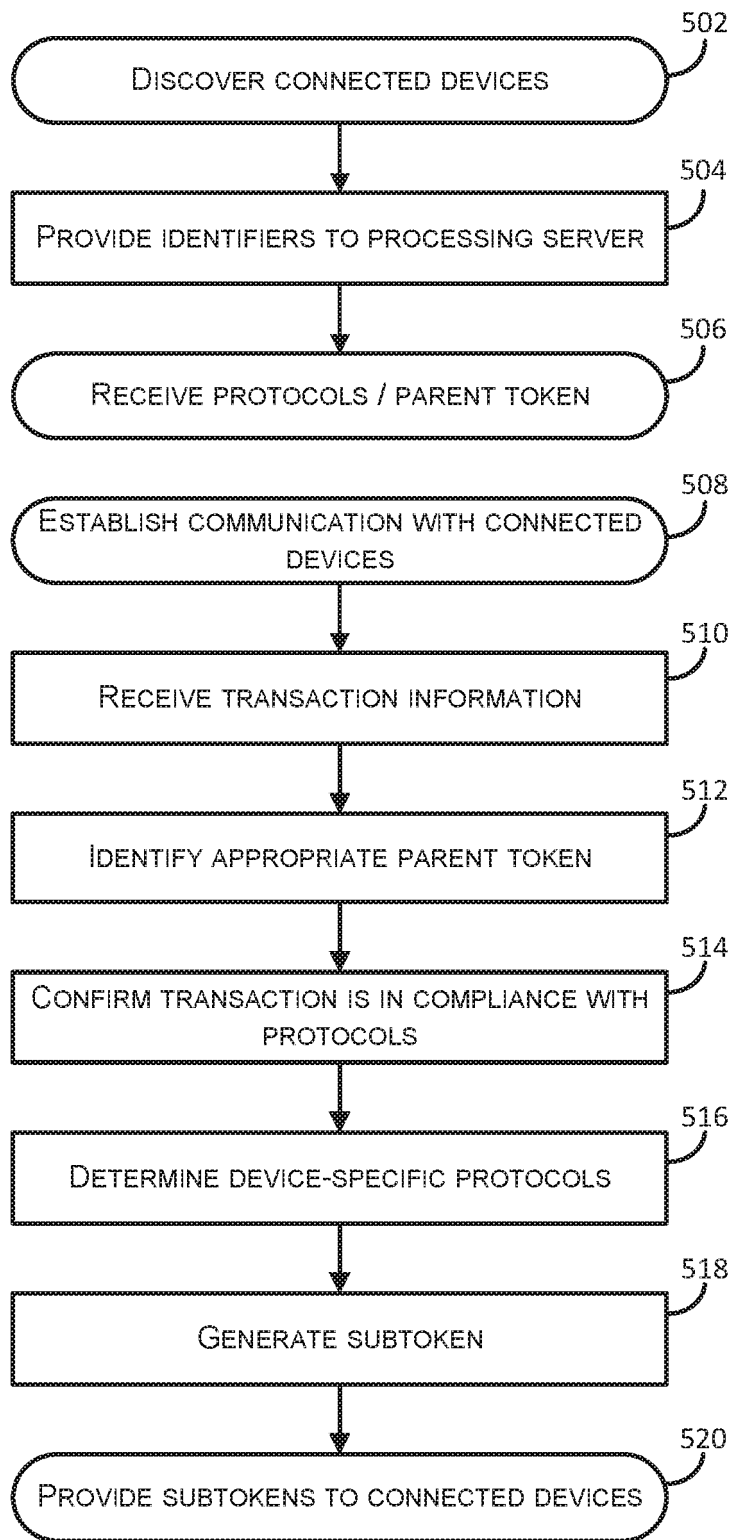 502
DISCOVER CONNECTED DEVICES
504
PROVIDE IDENTIFIERS TO PROCESSING SERVER
506
RECEIVE PROTOCOLS / PARENT TOKEN
508
ESTABLISH COMMUNICATION WITH CONNECTED
DEVICES
510
RECEIVE TRANSACTION INFORMATION
512
IDENTIFY APPROPRIATE PARENT TOKEN
514
CONFIRM TRANSACTION IS IN COMPLIANCE WITH
PROTOCOLS
516
DETERMINE DEVICE-SPECIFIC PROTOCOLS
518
GENERATE SUBTOKEN
520
PROVIDE SUBTOKENS TO CONNECTED DEVICES